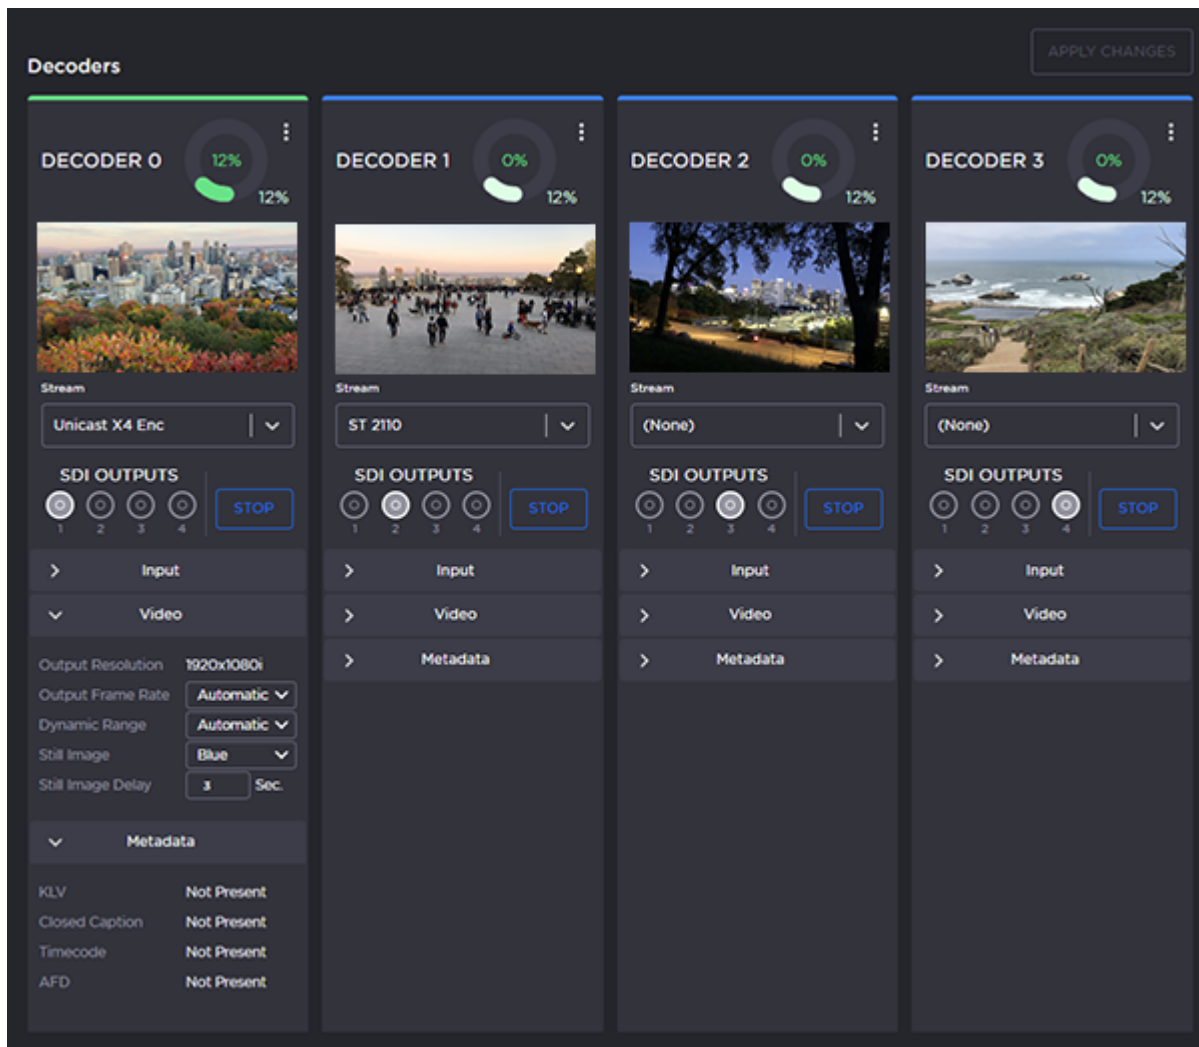 APPLY CHANGES
Decoders
DECODER 0
12%
12%
Stream
Unicast X4 Enc
SDI OUTPUTS
1 2 3 4
STOP
Input
Video
Output Resolution 1920x1080i
Output Frame Rate Automatic
Dynamic Range Automatic
Still Image Blue
Still Image Delay 3 Sec.
Metadata
KLV Not Present
Closed Caption Not Present
Timecode Not Present
AFD Not Present
DECODER 1
0%
12%
Stream
ST 2110
SDI OUTPUTS
1 2 3 4
STOP
Input
Video
Metadata
DECODER 2
0%
12%
Stream
(None)
SDI OUTPUTS
1 2 3 4
STOP
Input
Video
Metadata
DECODER 3
0%
12%
Stream
(None)
SDI OUTPUTS
1 2 3 4
STOP
Input
Video
Metadata